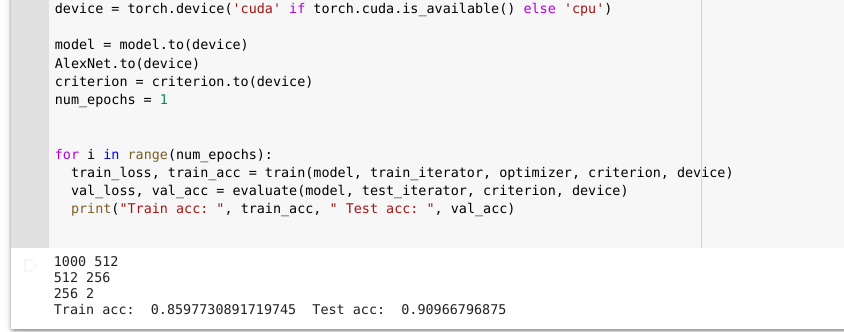 device = torch.device('cuda' if torch.cuda.is_available() else 'cpu')
model = model.to(device)
AlexNet.to(device)
criterion = criterion.to(device)
num_epochs = 1
for i in range(num_epochs):
train_loss, train_acc = train(model, train_iterator, optimizer, criterion, device)
val_loss, val_acc = evaluate(model, test_iterator, criterion, device)
print("Train acc: ", train_acc, " Test acc: ", val_acc)
1000 512
512 256
256 2
Train acc:  0.8597730891719745  Test acc:  0.90966796875